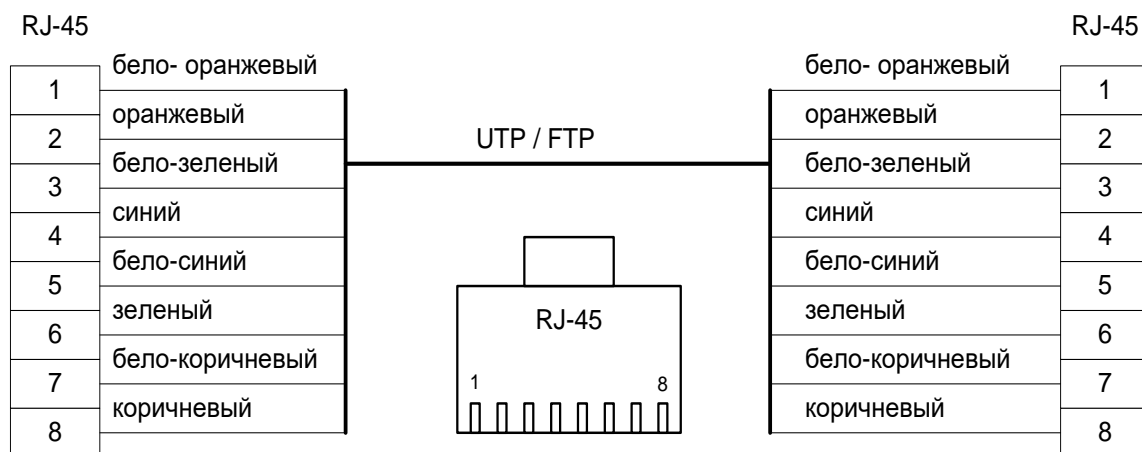 RJ-45 RJ-45
бело- оранжевый бело- оранжевый
1 1
оранжевый оранжевый
2 UTP / FTP 2
бело-зеленый бело-зеленый
3 3
синий синий
4 4
бело-синий бело-синий
5 5
зеленый RJ-45 зеленый
6 6
бело-коричневый бело-коричневый
7 1 8 7
коричневый коричневый
8 8